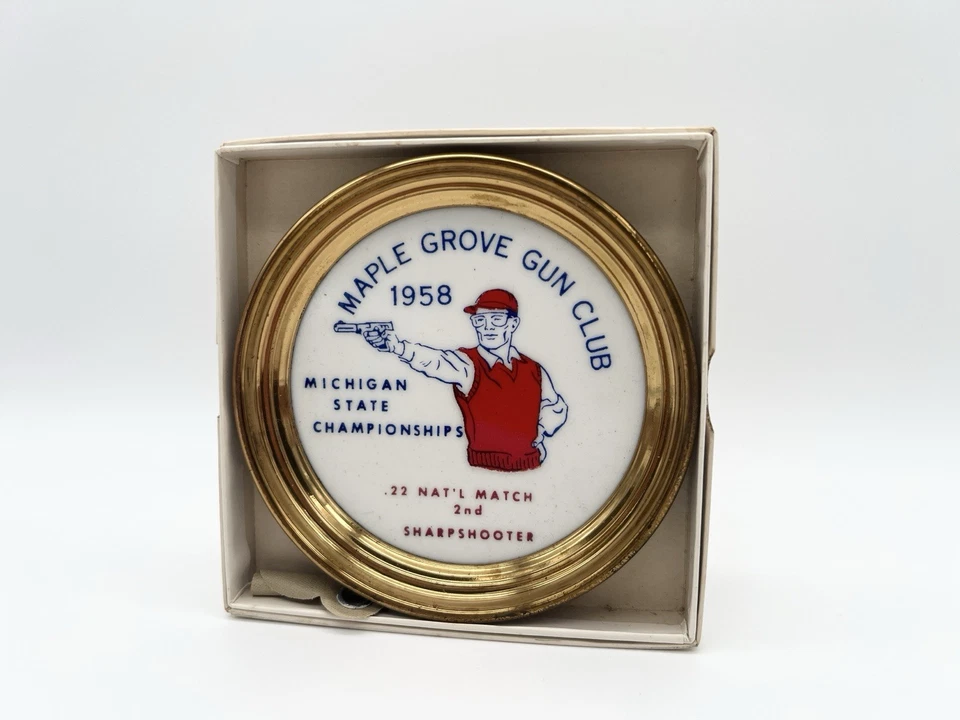 MAPLE GROVE GUN CLUB
1958
MICHIGAN
STATE
CHAMPIONSHIPS
.22 NAT'L MATCH
2nd
SHARPSHOOTER